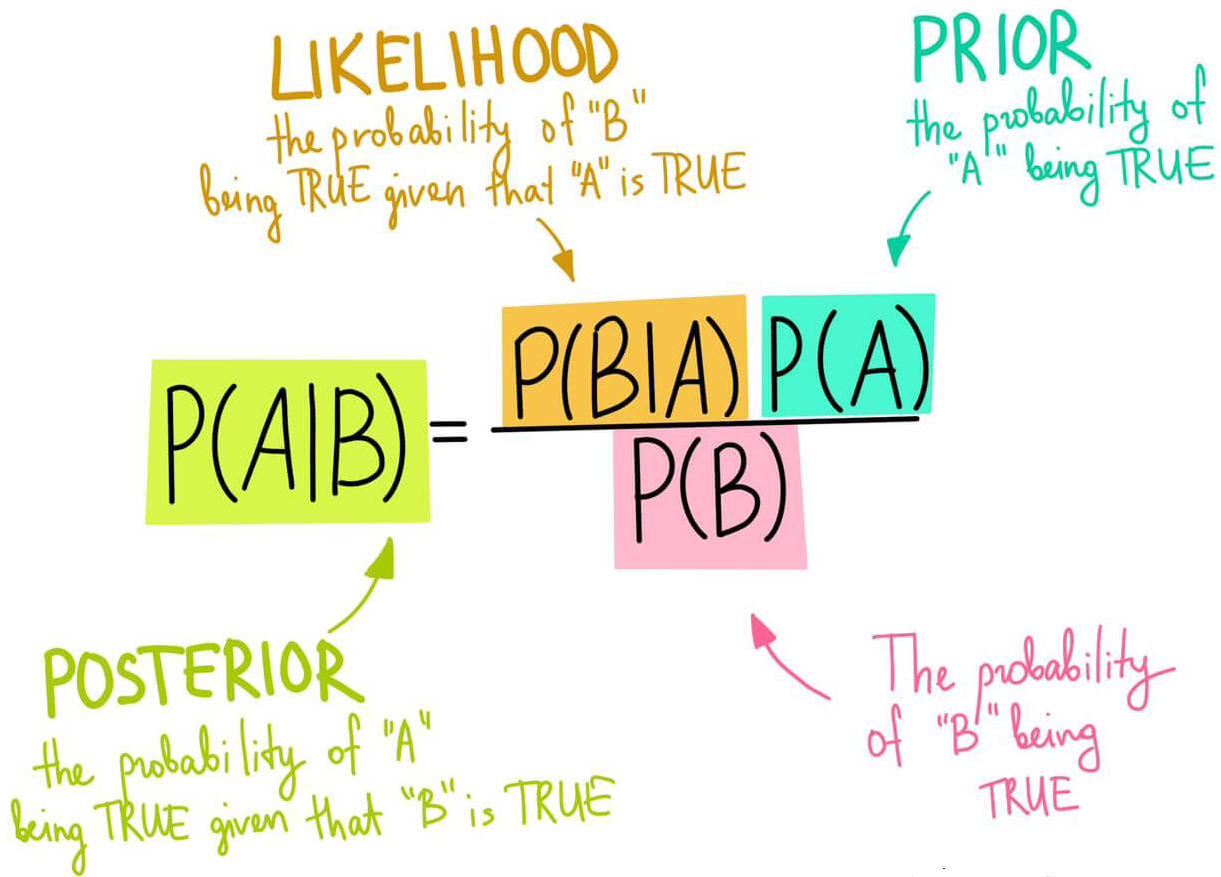 LIKELIHOOD
the probability of "B"
being TRUE given that "A" is TRUE
PRIOR
the probability of
"A" being TRUE
P(A|B) = P(B|A) P(A)
P(B)
POSTERIOR
the probability of "A"
being TRUE given that "B" is TRUE
The probability
of "B" being
TRUE